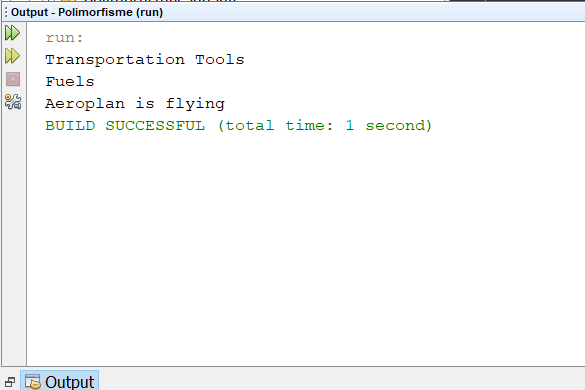 Output - Polimorfisme (run)
run:
Transportation Tools
Fuels
Aeroplan is flying
BUILD SUCCESSFUL (total time: 1 second)
Output